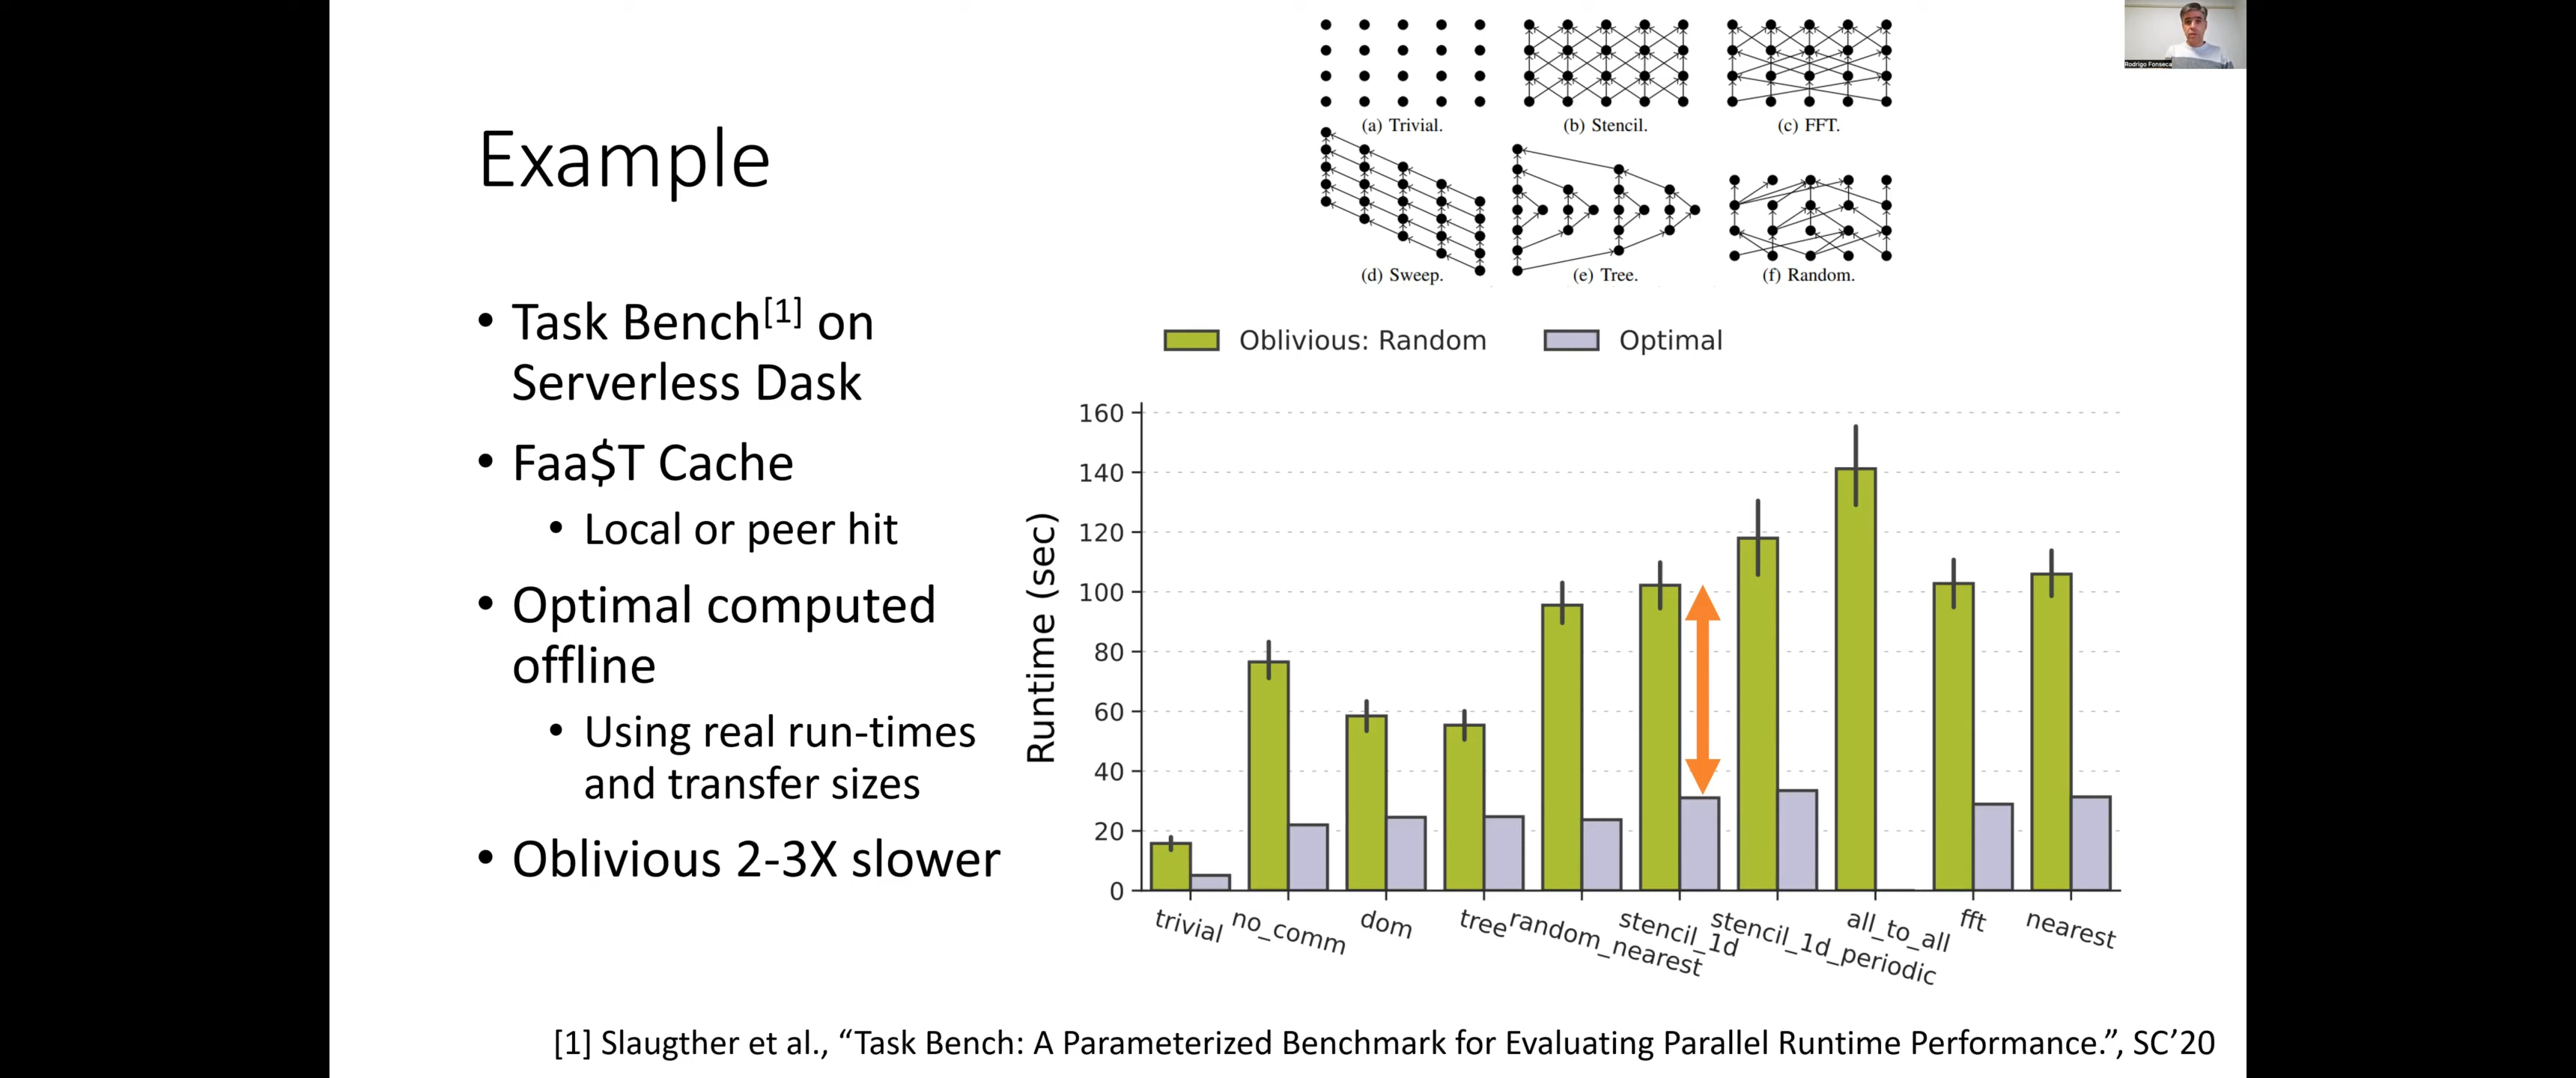 (a) Trivial.
(b) Stencil.
(c) FFT.
(d) Sweep.
(e) Tree.
(f) Random.
Rodrigo Fonseca
Example
• Task Bench[1] on
Serverless Dask
• Faa$T Cache
• Local or peer hit
• Optimal computed
offline
• Using real run-times
and transfer sizes
• Oblivious 2-3X slower
Oblivious: Random
Optimal
Runtime (sec)
160
140
120
100
80
60
40
20
0
trivial
no_comm
dom
tree
random_nearest
stencil_1d
stencil_1d_periodic
all_to_all
fft
nearest
[1] Slaugther et al., “Task Bench: A Parameterized Benchmark for Evaluating Parallel Runtime Performance.”, SC’20